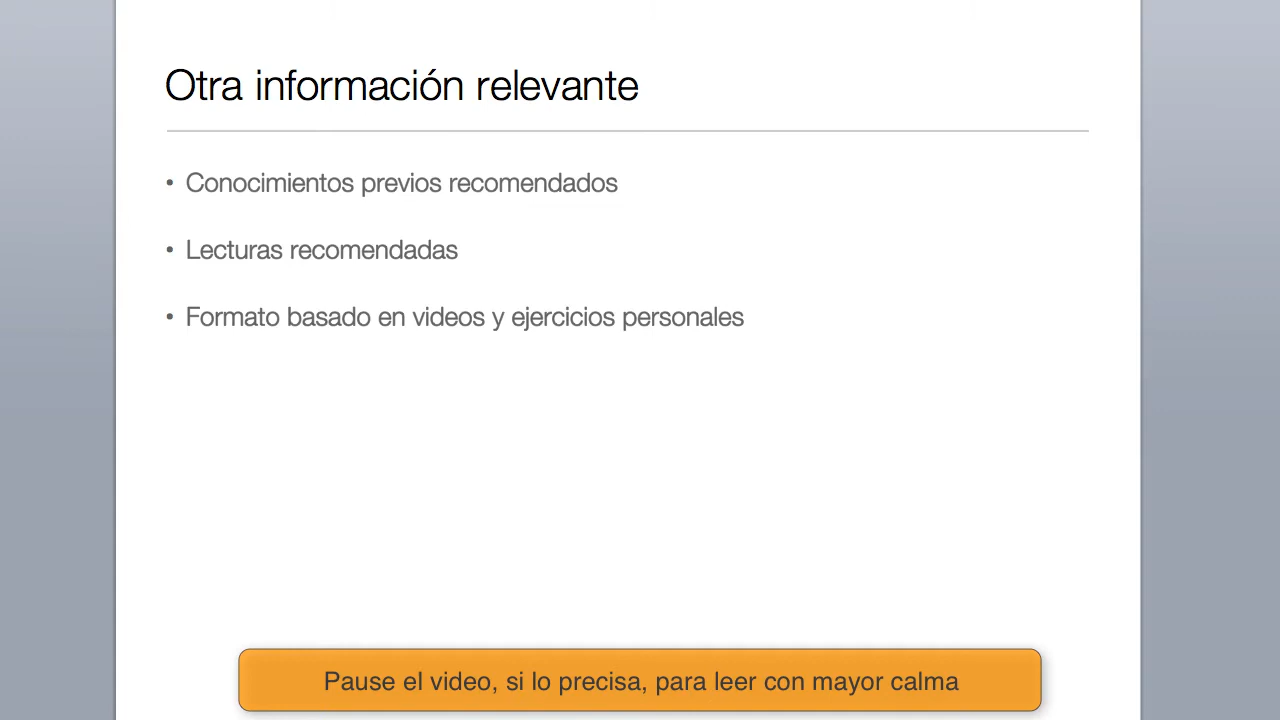 Otra información relevante
• Conocimientos previos recomendados
• Lecturas recomendadas
• Formato basado en videos y ejercicios personales
Pause el video, si lo precisa, para leer con mayor calma